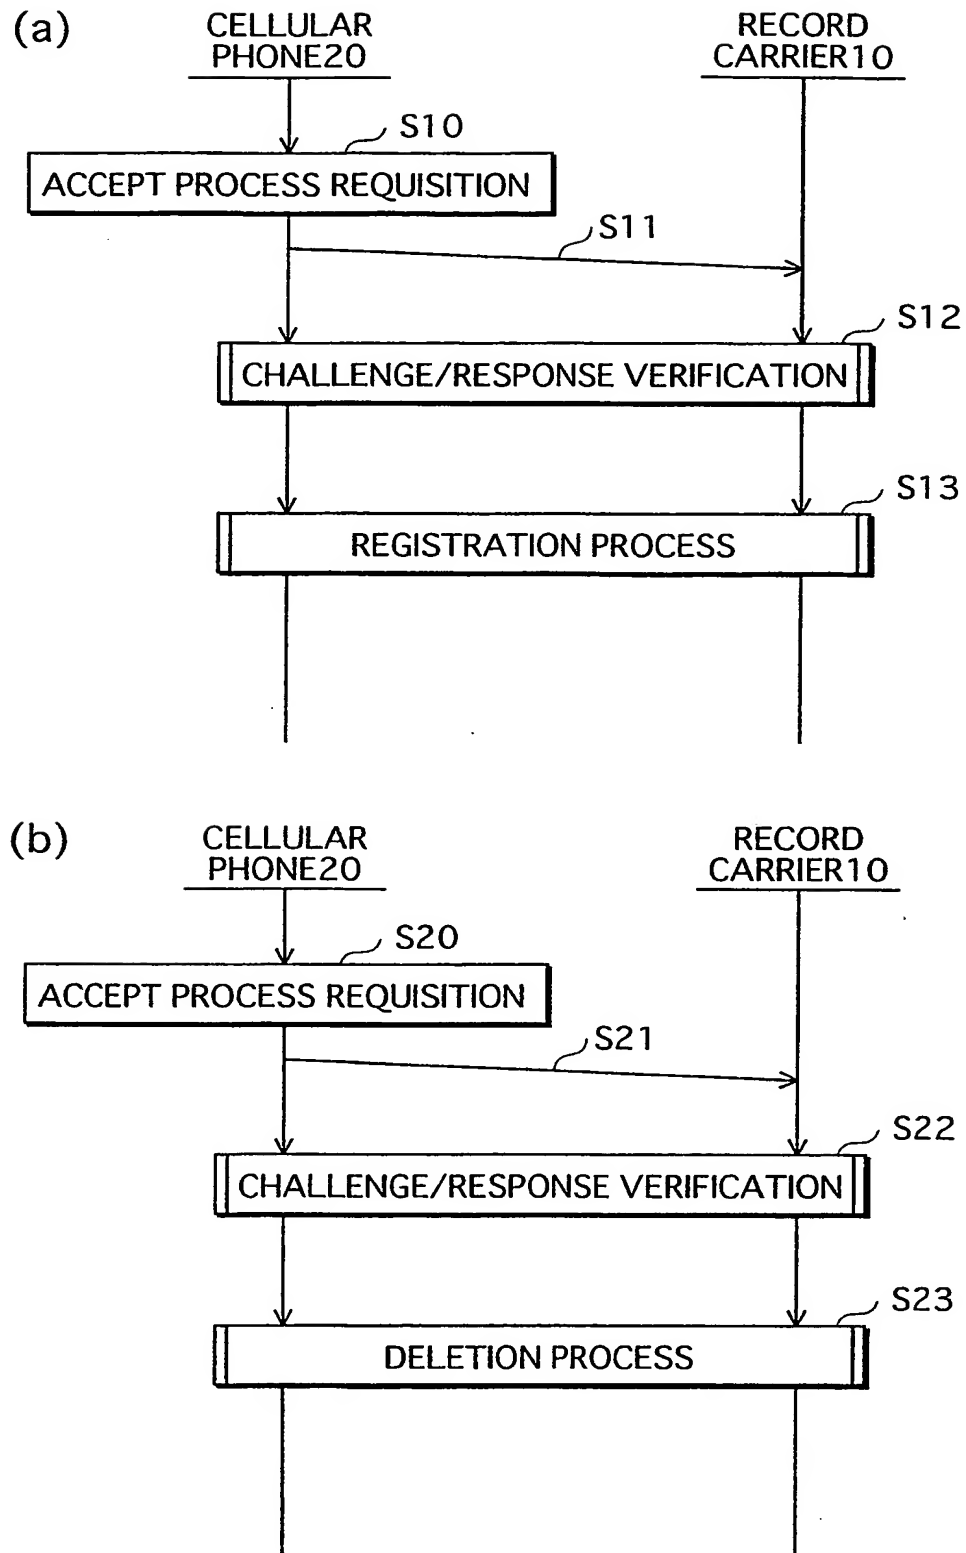 (a)
CELLULAR
PHONE20
RECORD
CARRIER10
S10
ACCEPT PROCESS REQUISITION
S11
S12
CHALLENGE/RESPONSE VERIFICATION
S13
REGISTRATION PROCESS
(b)
CELLULAR
PHONE20
RECORD
CARRIER10
S20
ACCEPT PROCESS REQUISITION
S21
S22
CHALLENGE/RESPONSE VERIFICATION
S23
DELETION PROCESS